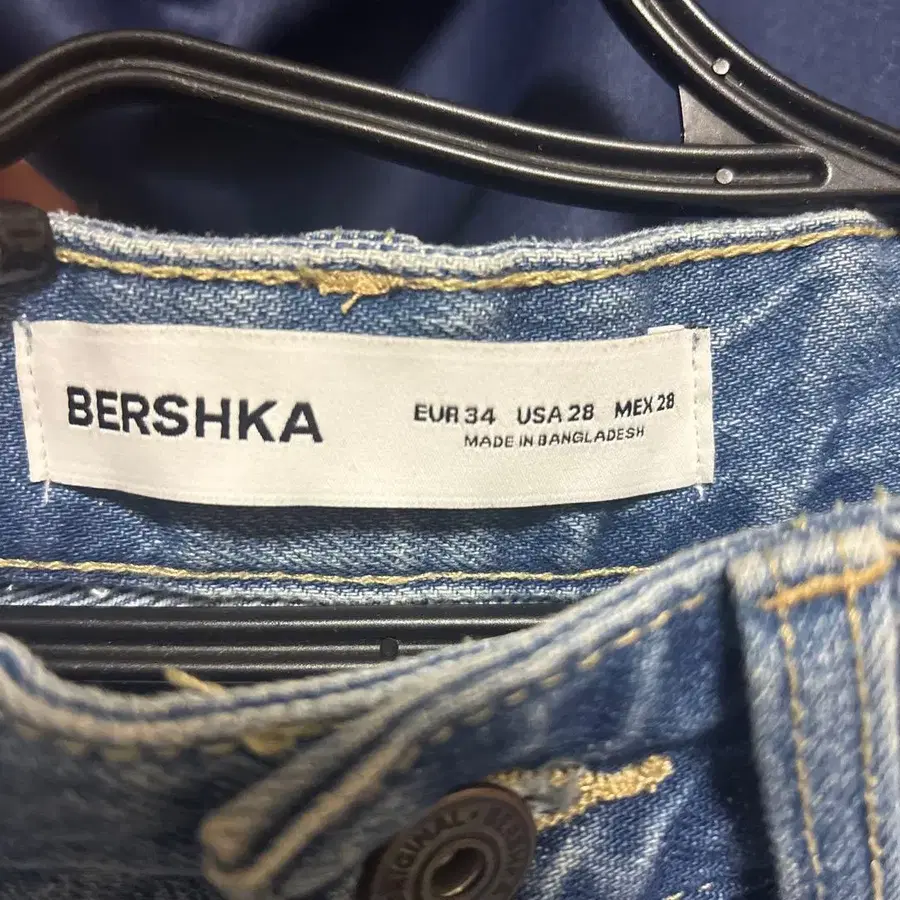 BERSHKA
EUR 34 USA 28 MEX 28
MADE IN BANGLADESH